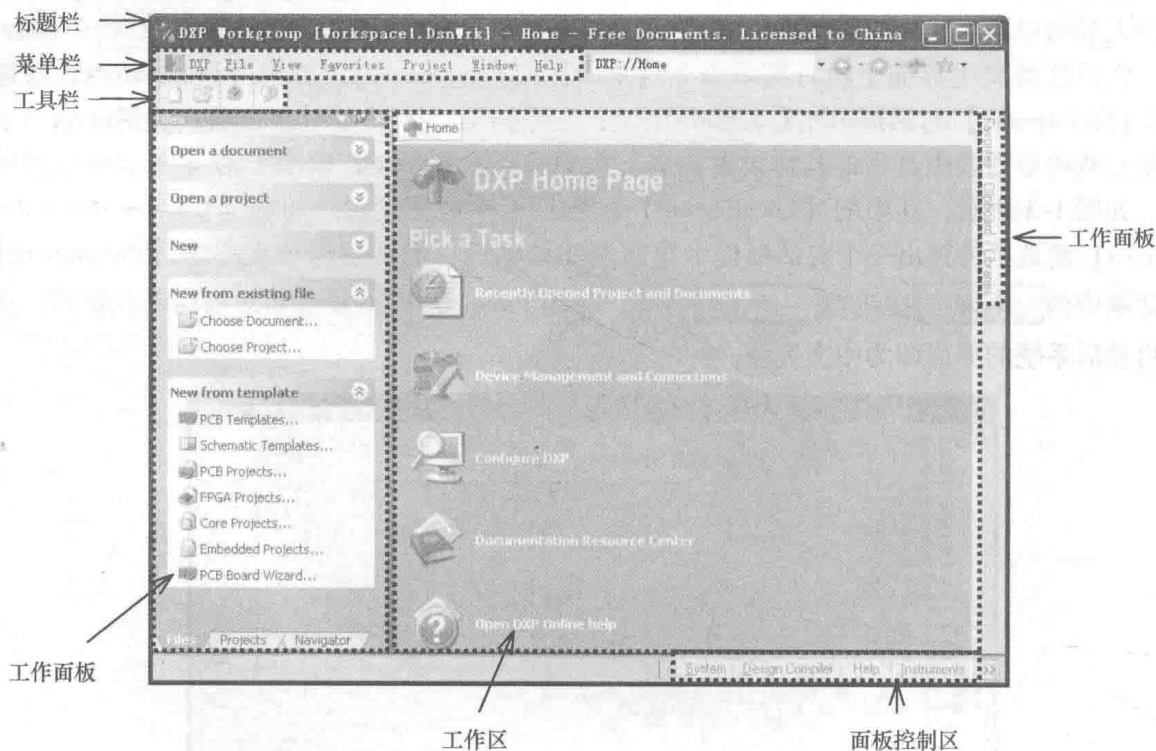 标题栏
DXP Workgroup [Workspace1.DsnWrk] - Home - Free Documents. Licensed to China
菜单栏
DXP File View Favorites Project Window Help DXP://Home
工具栏
Home
Favorites Clipboard Libraries
工作面板
Open a document
Open a project
New
New from existing file
Choose Document...
Choose Project...
New from template
PCB Templates...
Schematic Templates...
PCB Projects...
FPGA Projects...
Core Projects...
Embedded Projects...
PCB Board Wizard...
Files Projects Navigator
DXP Home Page
Pick a Task
Recently Opened Project and Documents
Device Management and Connections
Configure DXP
Documentation Resource Center
Open DXP Online help
System Design Compiler Help Instruments >>
工作面板
工作区
面板控制区